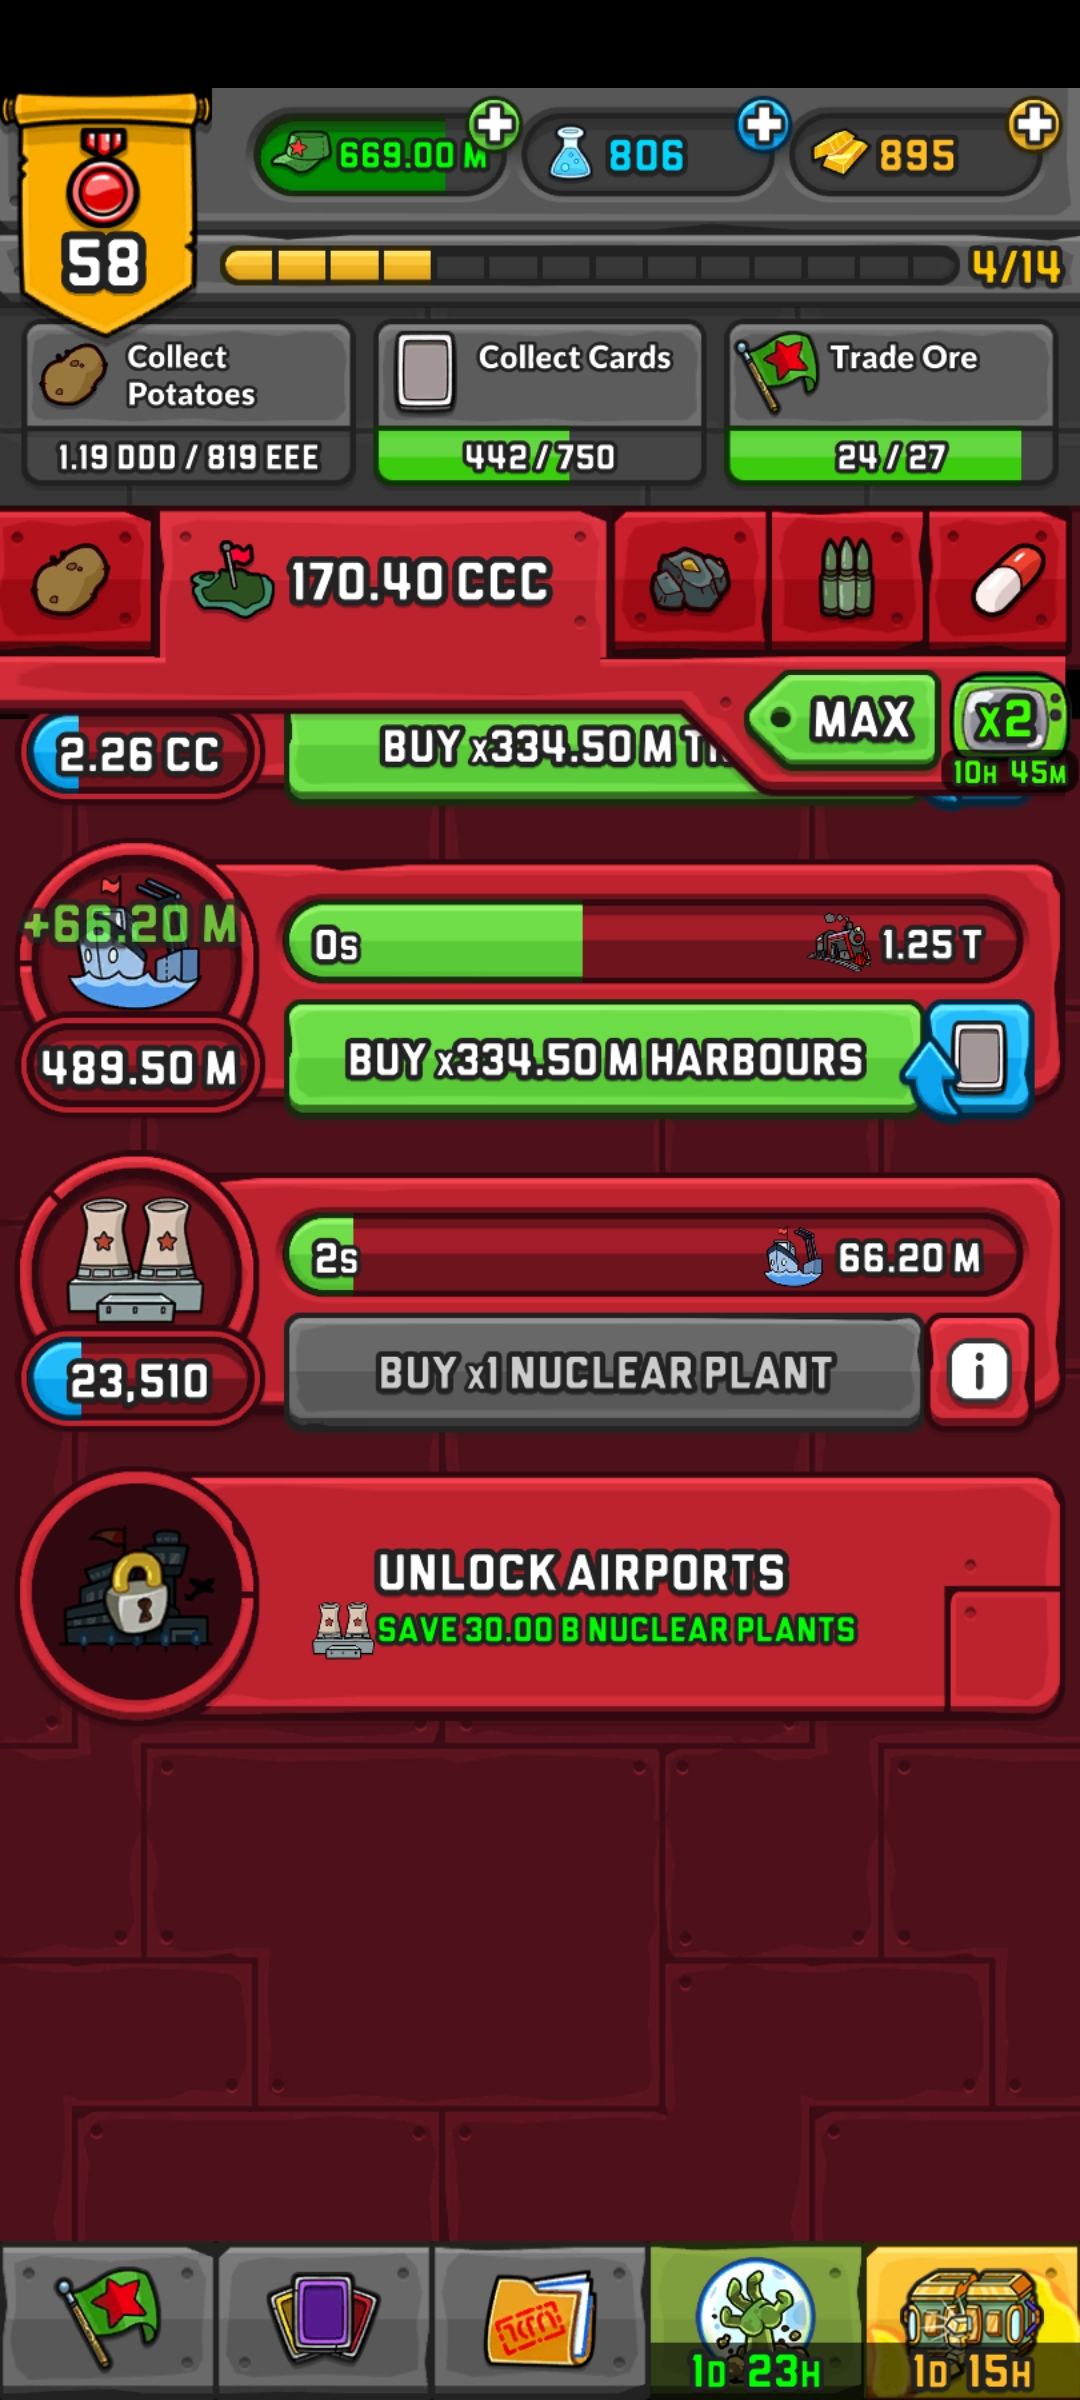 58
669.00 M
806
895
4/14
Collect
Potatoes
1.19 DDD / 819 EEE
Collect Cards
442/750
Trade Ore
24/27
170.40 CCC
MAX
x2
10H 45M
2.26 CC
BUY x334.50 M
+66.20 M
0s
1.25 T
489.50 M
BUY x334.50 M HARBOURS
2s
66.20 M
23,510
BUY x1 NUCLEAR PLANT
i
UNLOCK AIRPORTS
SAVE 30.00 B NUCLEAR PLANTS
1D 23H
1D 15H